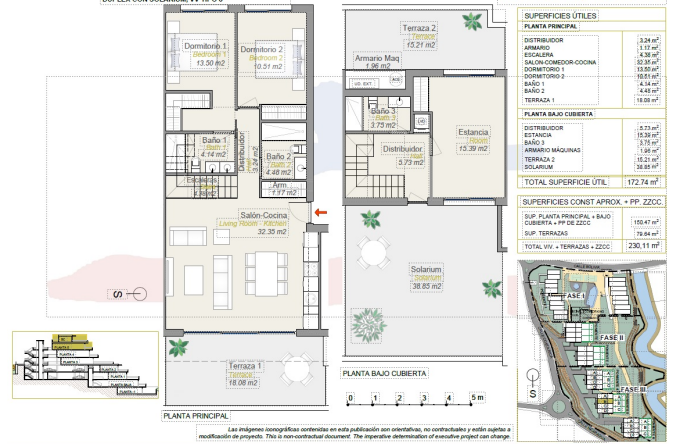 DUPLEX CON SOLARIUM, VV TIPO 9
Dormitorio 1
Bedroom 1
13.50 m2
Dormitorio 2
Bedroom 2
10.51 m2
Baño 1
Bath 1
4.14 m2
Distribuidor
Hall
3.24 m2
Baño 2
Bath 2
4.48 m2
Escalera
4.38 m2
Arm
1.17 m2
Salón-Cocina
Living Room - Kitchen
32.35 m2
Terraza 1
Terrace
18.08 m2
PLANTA PRINCIPAL
Terraza 2
Terrace
15.21 m2
Armario Maq
1.96 m2
UD. EXT.
Baño 3
Bath 3
3.75 m2
Distribuidor
Hall
5.73 m2
Estancia
Room
15.39 m2
Solarium
Solarium
38.85 m2
PLANTA BAJO CUBIERTA
0 1 2 3 4 5 m
S
SUPERFICIES ÚTILES
PLANTA PRINCIPAL
DISTRIBUIDOR 3.24 m²
ARMARIO 1.17 m²
ESCALERA 4.38 m²
SALON-COMEDOR-COCINA 32.35 m²
DORMITORIO 1 13.50 m²
DORMITORIO 2 10.51 m²
BAÑO 1 4.14 m²
BAÑO 2 4.48 m²
TERRAZA 1 18.08 m²
PLANTA BAJO CUBIERTA
DISTRIBUIDOR 5.73 m²
ESTANCIA 15.39 m²
BAÑO 3 3.75 m²
ARMARIO MÁQUINAS 1.96 m²
TERRAZA 2 15.21 m²
SOLARIUM 38.85 m²
TOTAL SUPERFICIE ÚTIL 172.74 m²
SUPERFICIES CONST APROX. + PP. ZZCC.
SUP. PLANTA PRINCIPAL + BAJO
CUBIERTA + PP DE ZZCC 150.47 m²
SUP. TERRAZAS 79.64 m²
TOTAL VIV. + TERRAZAS + ZZCC 230,11 m²
FASE I
FASE II
FASE III
S
Las imágenes iconográficas contenidas en esta publicación son orientativas, no contractuales y están sujetas a
modificación de proyecto. This is non-contractual document. The imperative determination of executive project can change.